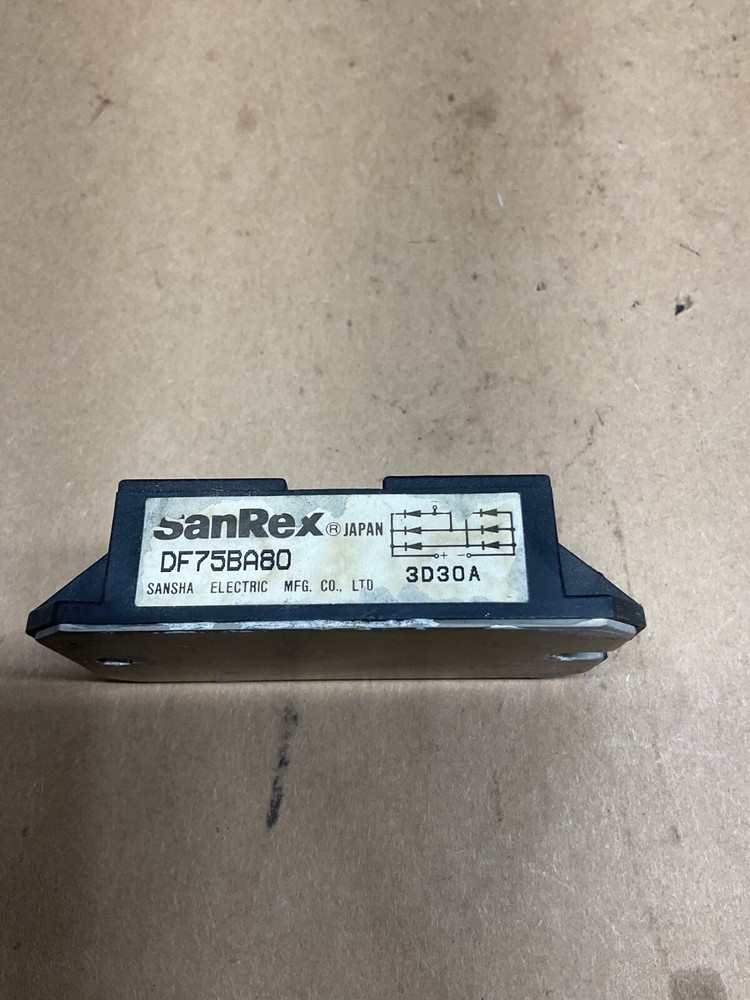 SanRex ® JAPAN
DF75BA80
SANSHA ELECTRIC MFG. CO., LTD
+ -
3D30A